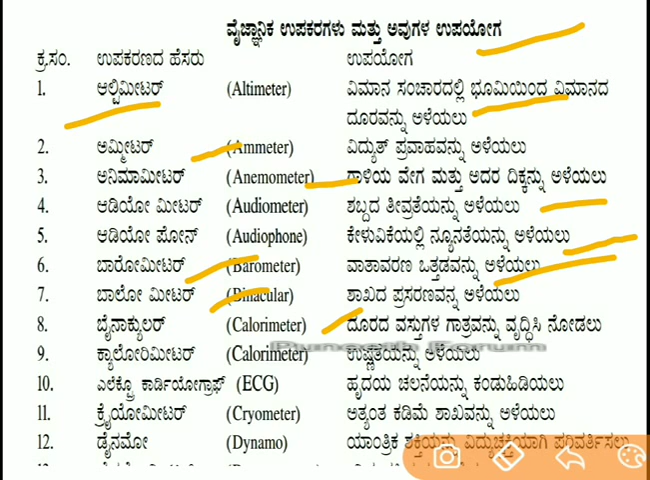 ವೈಜ್ಞಾನಿಕ ಉಪಕರಗಳು ಮತ್ತು ಅವುಗಳ ಉಪಯೋಗ
ಕ್ರ.ಸಂ. ಉಪಕರಣದ ಹೆಸರು ಉಪಯೋಗ
1. ಆಲ್ಟಿಮೀಟರ್ (Altimeter) ವಿಮಾನ ಸಂಚಾರದಲ್ಲಿ ಭೂಮಿಯಿಂದ ವಿಮಾನದ
ದೂರವನ್ನು ಅಳೆಯಲು
2. ಅಮ್ಮೀಟರ್ (Ammeter) ವಿದ್ಯುತ್ ಪ್ರವಾಹವನ್ನು ಅಳೆಯಲು
3. ಅನಿಮಾಮೀಟರ್ (Anemometer) ಗಾಳಿಯ ವೇಗ ಮತ್ತು ಅದರ ದಿಕ್ಕನ್ನು ಅಳೆಯಲು
4. ಆಡಿಯೋ ಮೀಟರ್ (Audiometer) ಶಬ್ದದ ತೀವ್ರತೆಯನ್ನು ಅಳೆಯಲು
5. ಆಡಿಯೋ ಫೋನ್ (Audiophone) ಕೇಳುವಿಕೆಯಲ್ಲಿ ನ್ಯೂನತೆಯನ್ನು ಅಳೆಯಲು
6. ಬಾರೋಮೀಟರ್ (Barometer) ವಾತಾವರಣ ಒತ್ತಡವನ್ನು ಅಳೆಯಲು
7. ಬಾಲೋ ಮೀಟರ್ (Binacular) ಶಾಖದ ಪ್ರಸರಣವನ್ನ ಅಳೆಯಲು
8. ಬೈನಾಕ್ಯುಲರ್ (Calorimeter) ದೂರದ ವಸ್ತುಗಳ ಗಾತ್ರವನ್ನು ವೃದ್ಧಿಸಿ ನೋಡಲು
9. ಕ್ಯಾಲೋರಿಮೀಟರ್ (Calorimeter) ಉಷ್ಣತೆಯನ್ನು ಅಳೆಯಲು
10. ಎಲೆಕ್ಟ್ರೊ ಕಾರ್ಡಿಯೋಗ್ರಾಫ್ (ECG) ಹೃದಯ ಚಲನೆಯನ್ನು ಕಂಡುಹಿಡಿಯಲು
11. ಕ್ರೈಯೋಮೀಟರ್ (Cryometer) ಅತ್ಯಂತ ಕಡಿಮೆ ಶಾಖವನ್ನು ಅಳೆಯಲು
12. ಡೈನಮೋ (Dynamo) ಯಾಂತ್ರಿಕ ಶಕ್ತಿಯನ್ನು ವಿದ್ಯುಚ್ಛಕ್ತಿಯಾಗಿ ಪರಿವರ್ತಿಸಲು